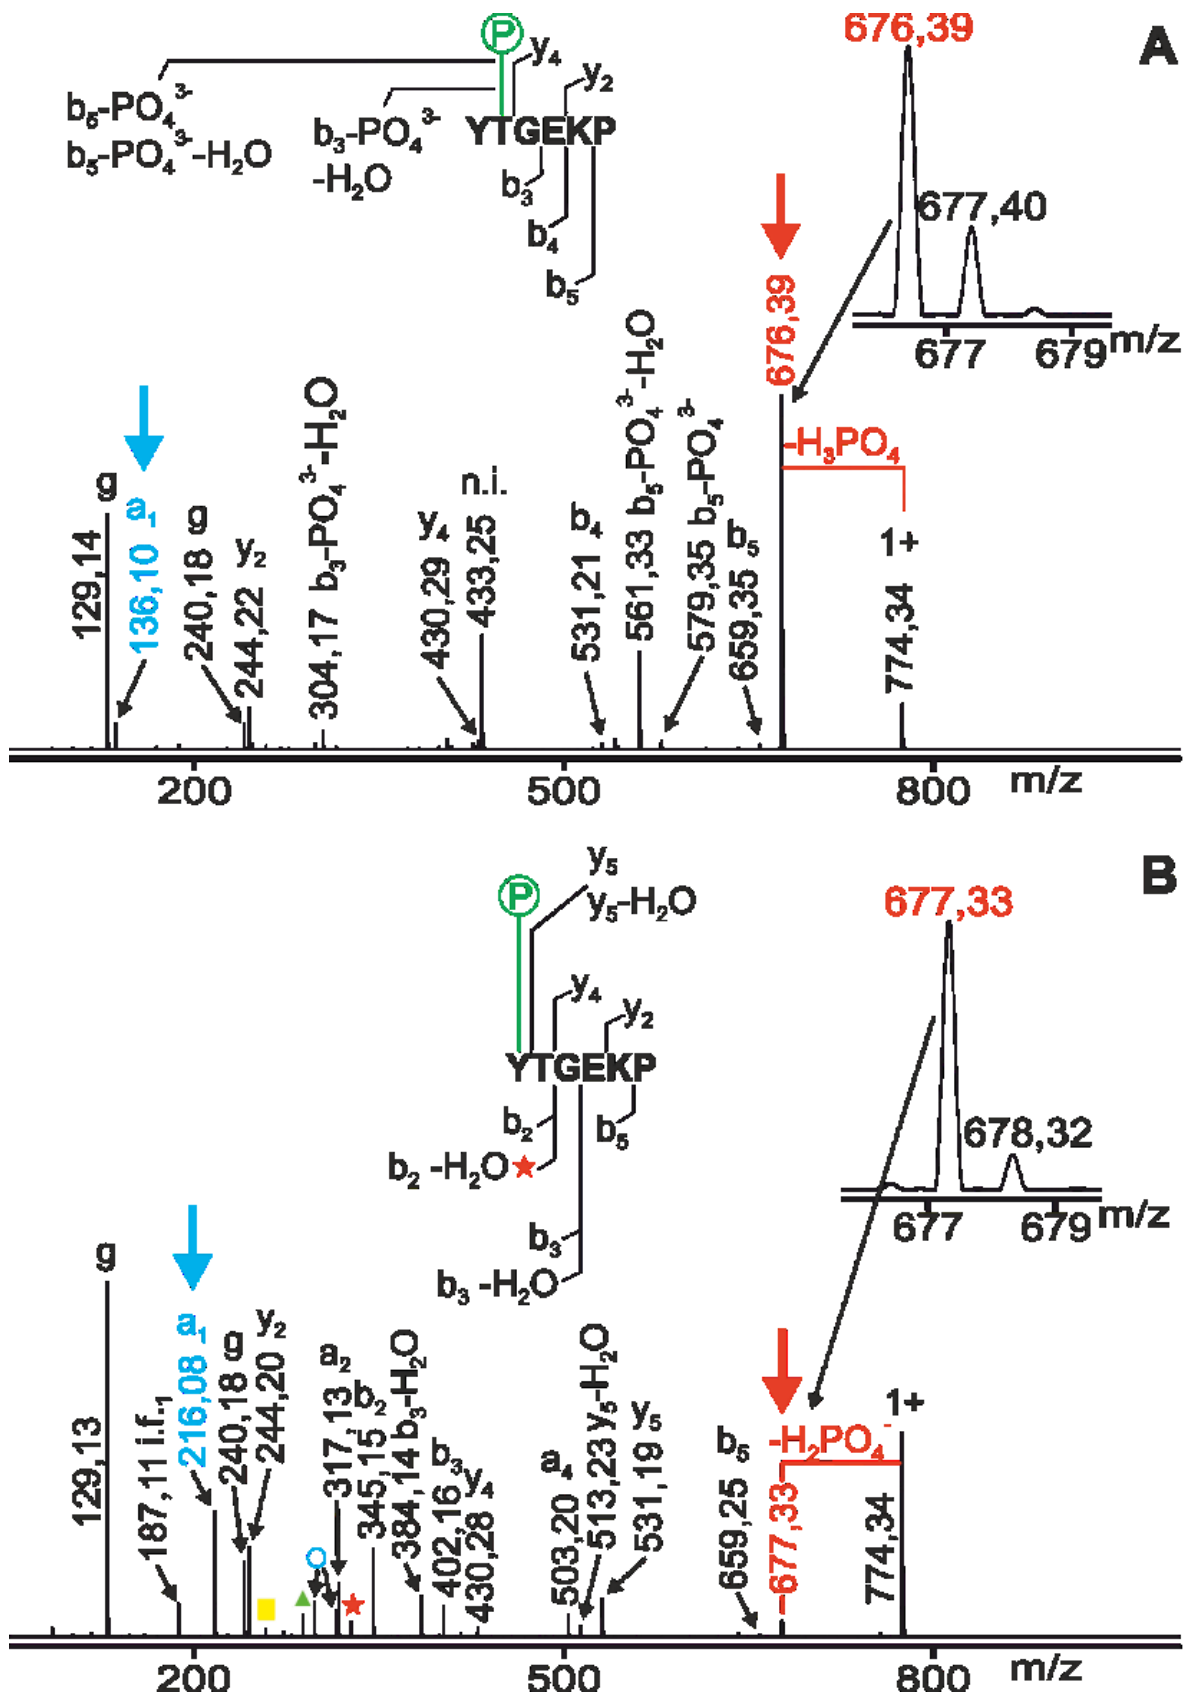 676,39
A
P
y4
y2
b5-PO4 3-
b5-PO4 3--H2O
b3-PO4 3-
-H2O
YTGEKP
b3
b4
b5
677,40
677
679
m/z
676,39
-H3PO4
1+
774,34
g
129,14
a1
136,10
g
240,18
y2
244,22
304,17 b3-PO4 3--H2O
y4
430,29
n.i.
433,25
b4
531,21
561,33 b5-PO4 3--H2O
579,35 b5-PO4 3-
b5
659,35
200
500
800
m/z
B
y5
y5-H2O
P
y4
y2
YTGEKP
b2
b5
b2 -H2O
b3
b3 -H2O
677,33
678,32
677
679
m/z
g
129,13
187,11 i.f.-1
216,08 a1
240,18 g
y2
244,20
a2
317,13
b2
345,15
384,14 b3-H2O
b3
402,16
y4
430,28
a4
503,20
513,23 y5-H2O
y5
531,19
b5
659,25
-H2PO4 -
677,33
1+
774,34
200
500
800
m/z